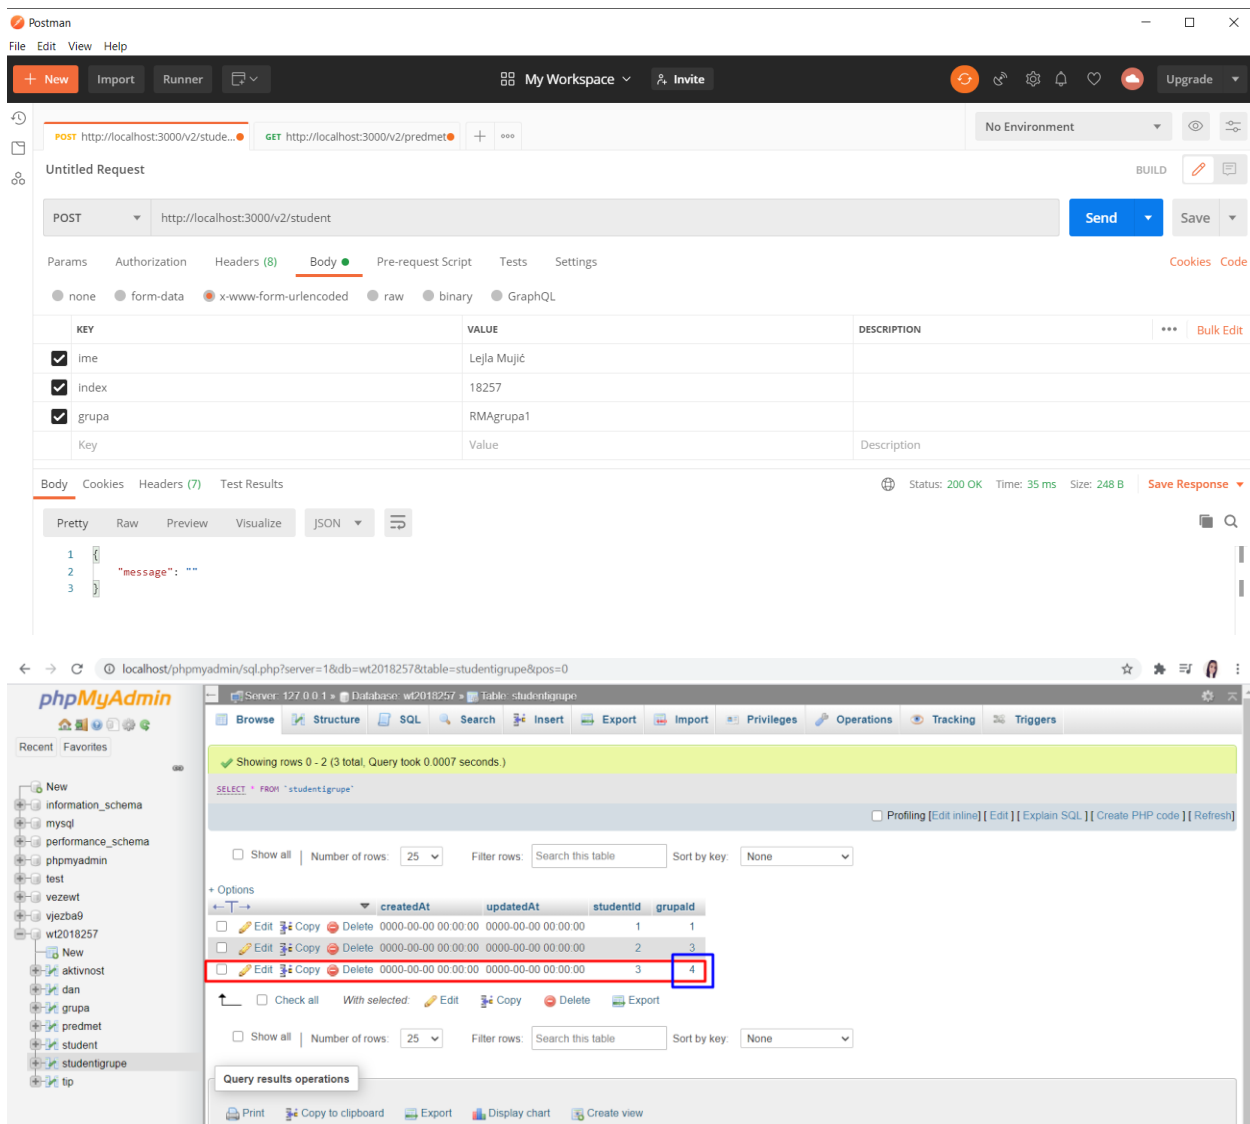 Postman
File Edit View Help
+ New Import Runner My Workspace Invite Upgrade
POST http://localhost:3000/v2/stude... GET http://localhost:3000/v2/predmet + ooo No Environment
Untitled Request BUILD
POST http://localhost:3000/v2/student Send Save
Params Authorization Headers (8) Body Pre-request Script Tests Settings Cookies Code
none form-data x-www-form-urlencoded raw binary GraphQL
KEY VALUE DESCRIPTION ••• Bulk Edit
ime Lejla Mujić
index 18257
grupa RMAgrupa1
Key Value Description
Body Cookies Headers (7) Test Results Status: 200 OK Time: 35 ms Size: 248 B Save Response
Pretty Raw Preview Visualize JSON
1 {
2 "message": ""
3 }
localhost/phpmyadmin/sql.php?server=1&db=wt2018257&table=studentigrupe&pos=0
phpMyAdmin
Recent Favorites
New
information_schema
mysql
performance_schema
phpmyadmin
test
vezewt
vjezba9
wt2018257
New
aktivnost
dan
grupa
predmet
student
studentigrupe
tip
Server: 127.0.0.1 » Database: wt2018257 » Table: studentigrupe
Browse Structure SQL Search Insert Export Import Privileges Operations Tracking Triggers
Showing rows 0 - 2 (3 total, Query took 0.0007 seconds.)
SELECT * FROM `studentigrupe`
Profiling [Edit inline] [ Edit ] [ Explain SQL ] [ Create PHP code ] [ Refresh]
Show all | Number of rows: 25 Filter rows: Search this table Sort by key: None
+ Options
←T→ createdAt updatedAt studentId grupaId
Edit Copy Delete 0000-00-00 00:00:00 0000-00-00 00:00:00 1 1
Edit Copy Delete 0000-00-00 00:00:00 0000-00-00 00:00:00 2 3
Edit Copy Delete 0000-00-00 00:00:00 0000-00-00 00:00:00 3 4
Check all With selected: Edit Copy Delete Export
Show all | Number of rows: 25 Filter rows: Search this table Sort by key: None
Query results operations
Print Copy to clipboard Export Display chart Create view